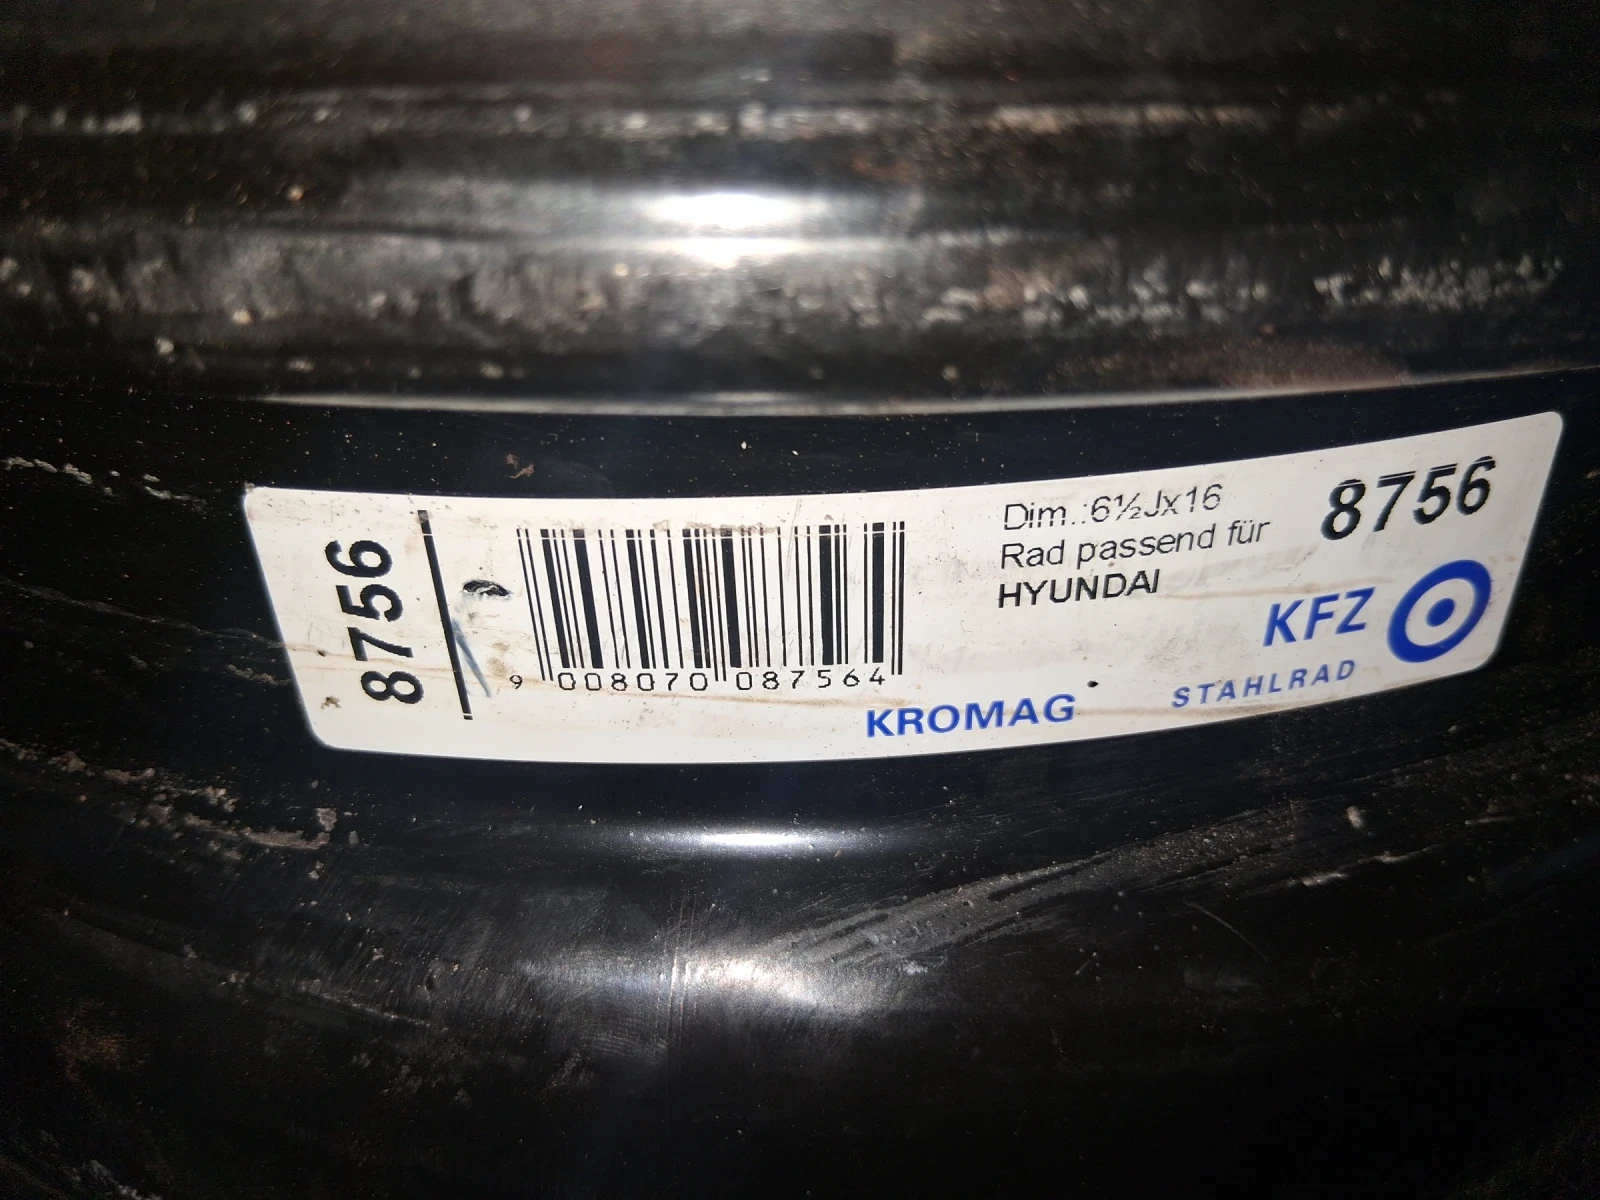 8756
9 008070 087564
Dim.:6½Jx16
Rad passend für
HYUNDAI
8756
KFZ
STAHLRAD
KROMAG